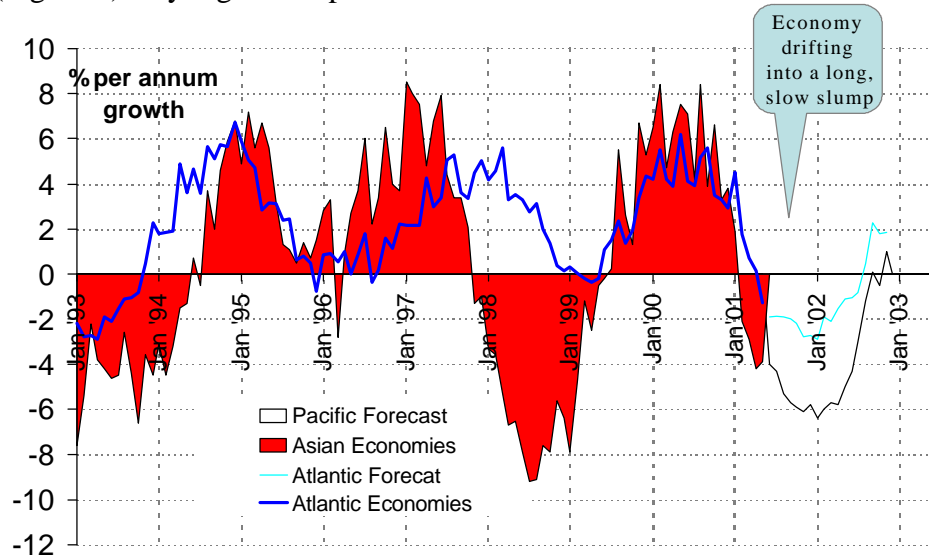 Economy
drifting
into a long,
slow slump
10
8
6
4
2
0
-2
-4
-6
-8
-10
-12
% per annum
growth
Jan '93
Jan '94
Jan '95
Jan '96
Jan '97
Jan '98
Jan '99
Jan '00
Jan '01
Jan '02
Jan '03
Pacific Forecast
Asian Economies
Atlantic Forecat
Atlantic Economies